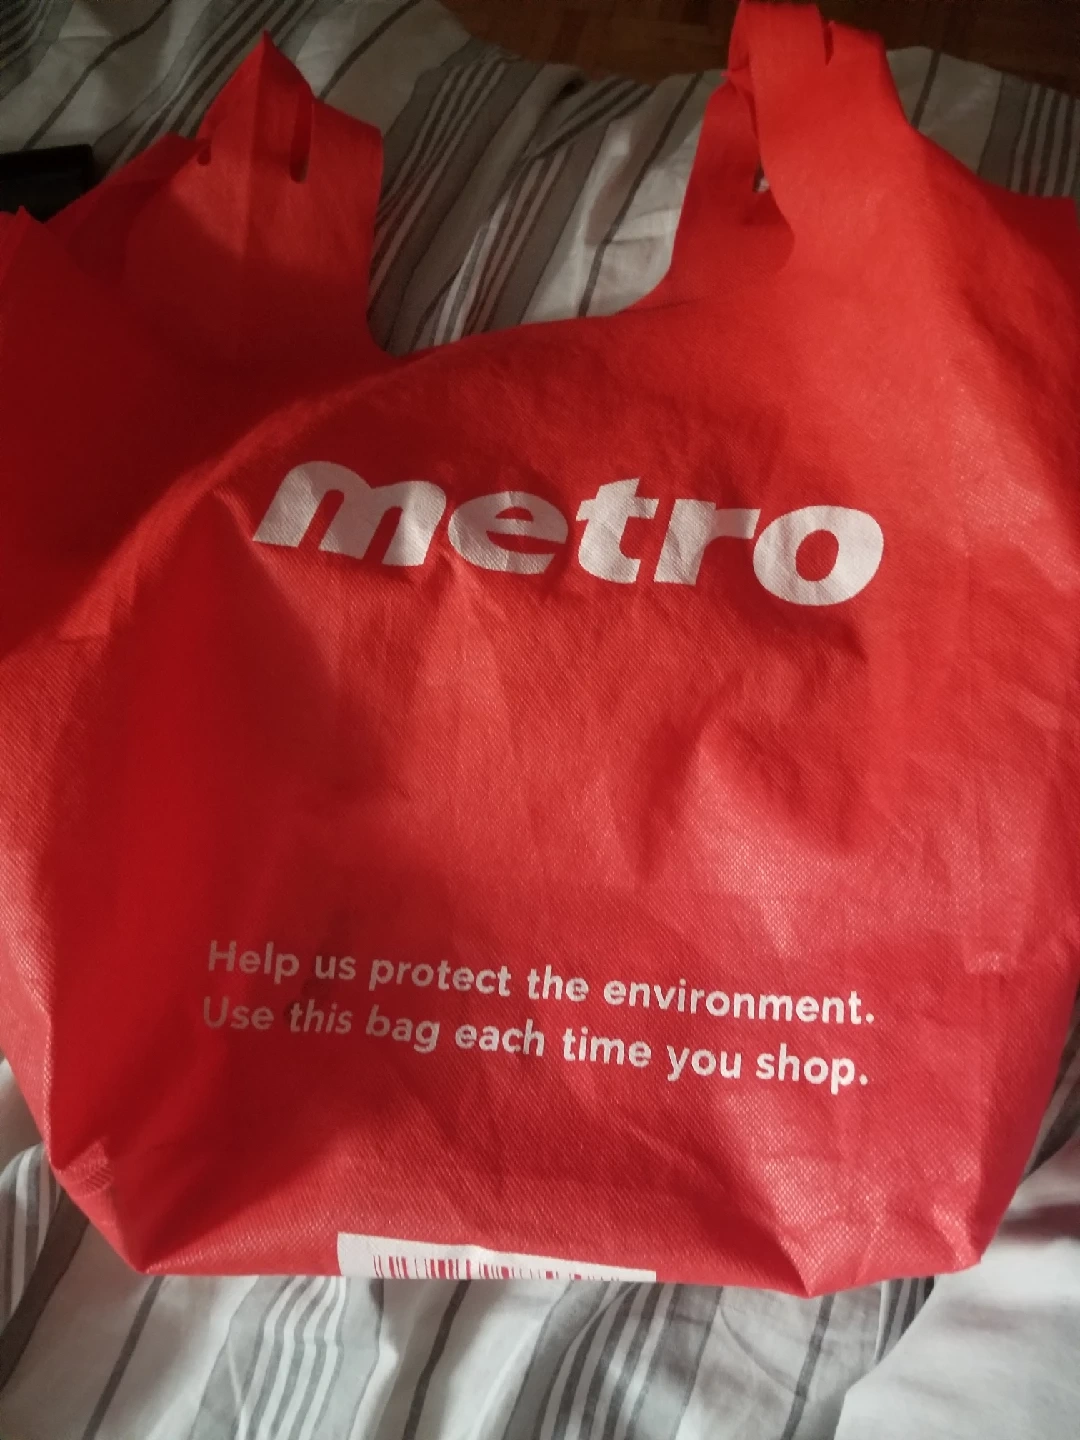 metro
Help us protect the environment.
Use this bag each time you shop.